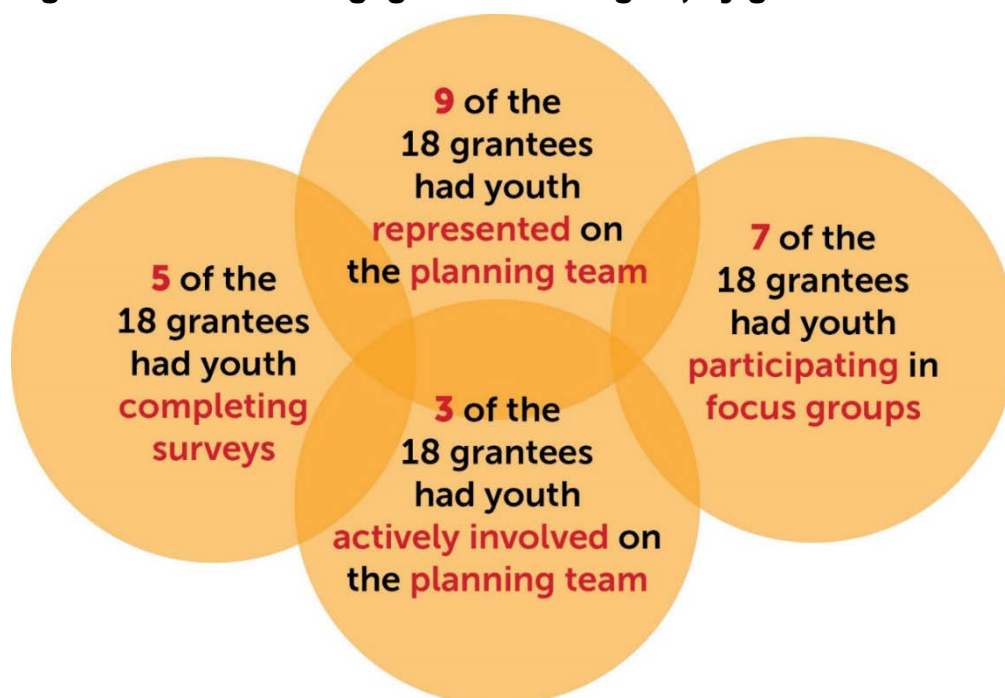 9 of the
18 grantees
had youth
represented on
the planning team
5 of the
18 grantees
had youth
completing
surveys
7 of the
18 grantees
had youth
participating in
focus groups
3 of the
18 grantees
had youth
actively involved on
the planning team